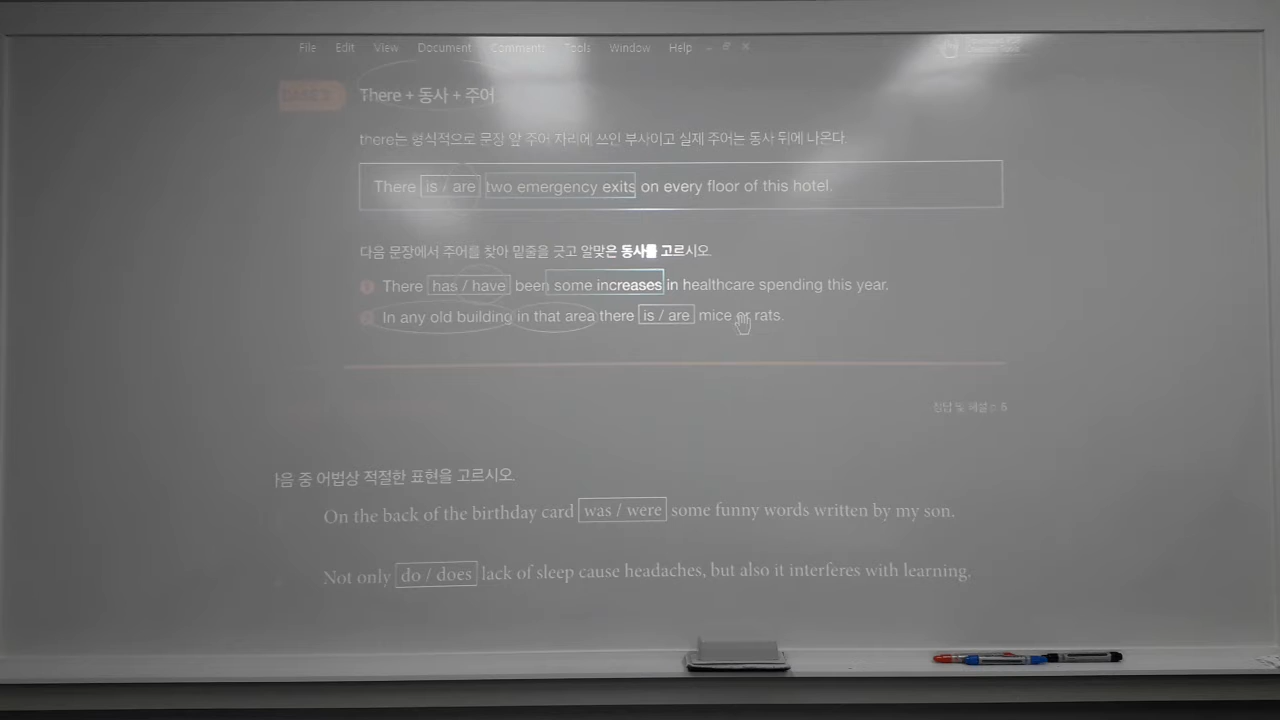 File Edit View Document Comments Tools Window Help
CASE
There + 동사 + 주어
there는 형식적으로 문장 앞 주어 자리에 쓰인 부사이고 실제 주어는 동사 뒤에 나온다.
There is / are two emergency exits on every floor of this hotel.
다음 문장에서 주어를 찾아 밑줄을 긋고 알맞은 동사를 고르시오.
There has / have been some increases in healthcare spending this year.
In any old building in that area there is / are mice or rats.
정답 및 해설 p. 6
음 중 어법상 적절한 표현을 고르시오.
On the back of the birthday card was / were some funny words written by my son.
Not only do / does lack of sleep cause headaches, but also it interferes with learning.